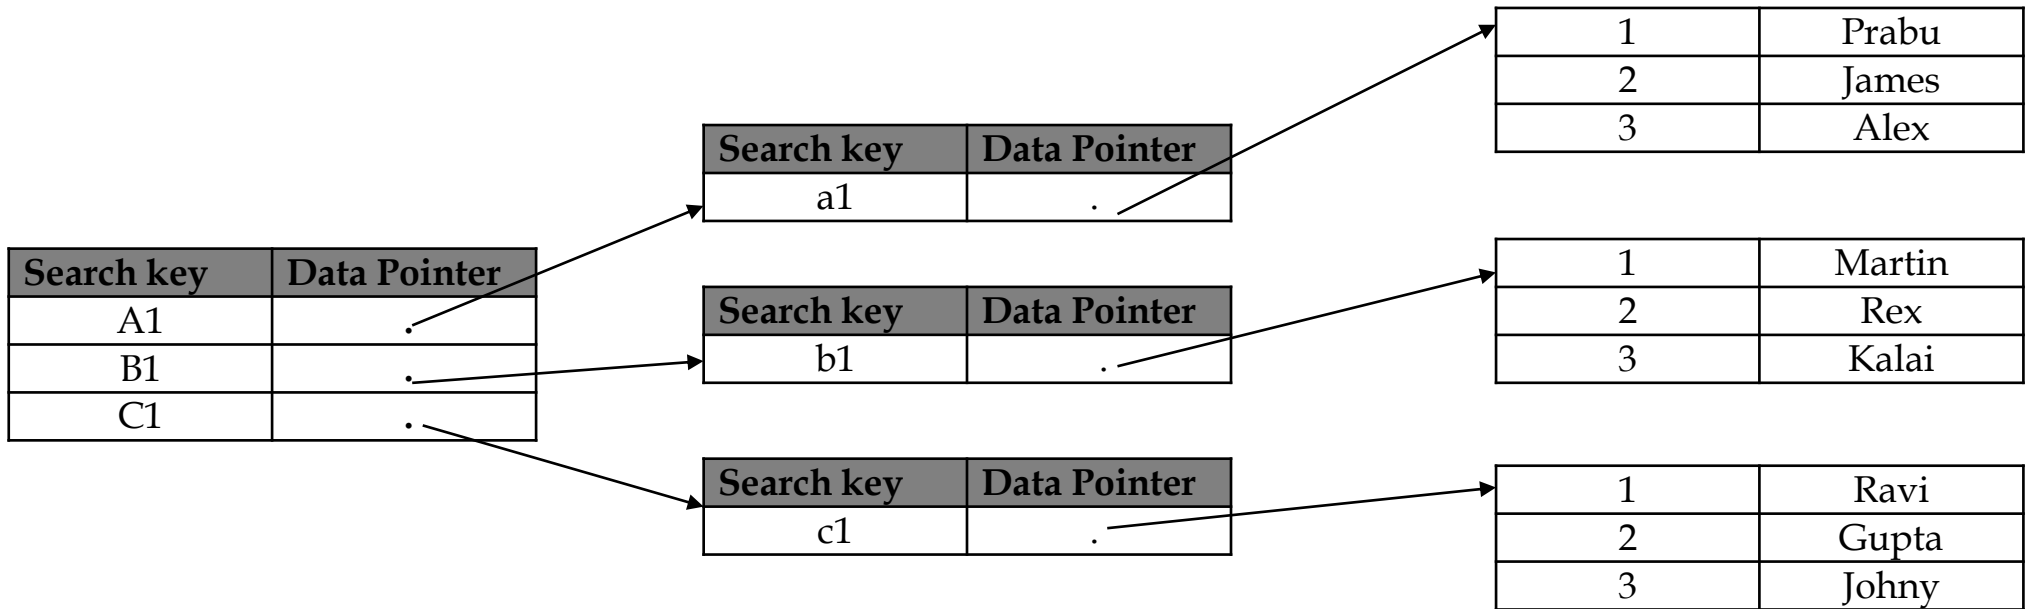 Search key Data Pointer
A1 .
B1 .
C1 .
Search key Data Pointer
a1 .
Search key Data Pointer
b1 .
Search key Data Pointer
c1 .
1 Prabu
2 James
3 Alex
1 Martin
2 Rex
3 Kalai
1 Ravi
2 Gupta
3 Johny